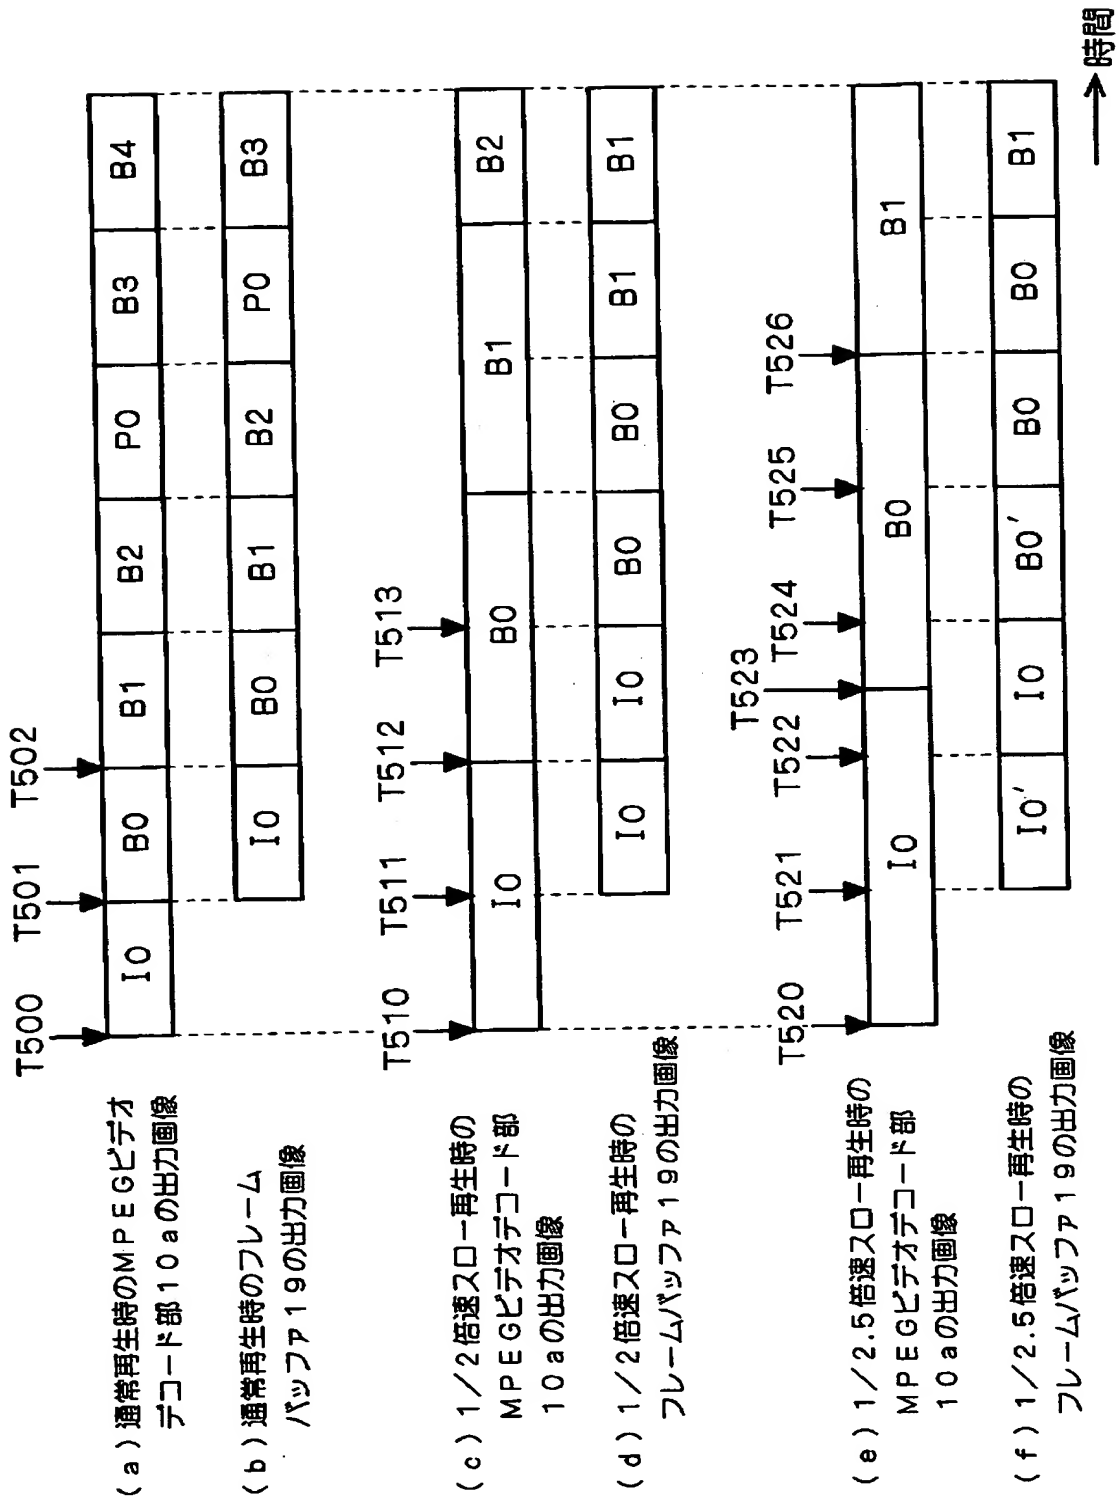 T500 T501 T502
(a)通常再生時のMPEGビデオ
デコード部10aの出力画像
I0 B0 B1 B2 P0 B3 B4
(b)通常再生時のフレーム
バッファ19の出力画像
I0 B0 B1 B2 P0 B3
T510 T511 T512 T513
(c)1/2倍速スロー再生時の
MPEGビデオデコード部
10aの出力画像
I0 B0 B1 B2
(d)1/2倍速スロー再生時の
フレームバッファ19の出力画像
I0 I0 B0 B0 B1 B1
T520 T521 T522 T523 T524 T525 T526
(e)1/2.5倍速スロー再生時の
MPEGビデオデコード部
10aの出力画像
I0 B0 B1
(f)1/2.5倍速スロー再生時の
フレームバッファ19の出力画像
I0′ I0 B0′ B0 B0 B1
時間